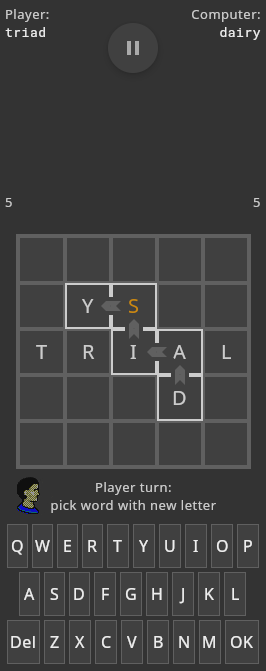 Player: Computer:
triad dairy
5 5
Y S
T R I A L
D
Player turn:
pick word with new letter
Q W E R T Y U I O P
A S D F G H J K L
Del Z X C V B N M OK